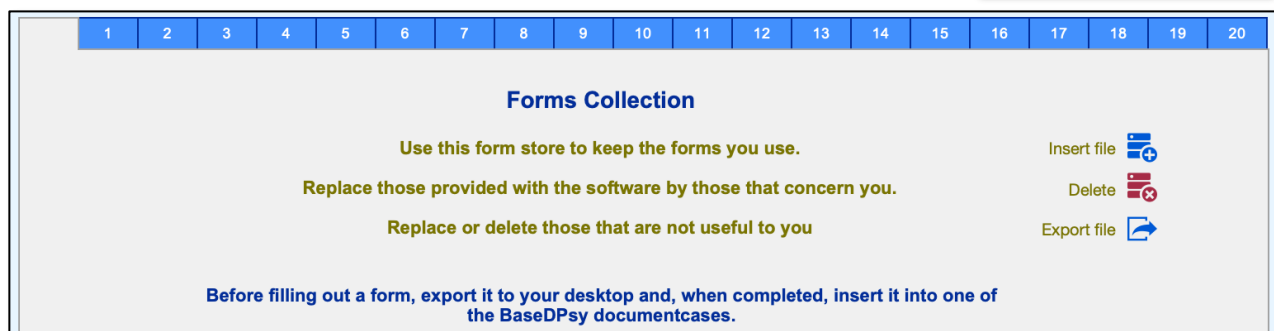 1 2 3 4 5 6 7 8 9 10 11 12 13 14 15 16 17 18 19 20
Forms Collection
Use this form store to keep the forms you use.
Insert file
Replace those provided with the software by those that concern you.
Delete
Replace or delete those that are not useful to you
Export file
Before filling out a form, export it to your desktop and, when completed, insert it into one of
the BaseDPsy documentcases.